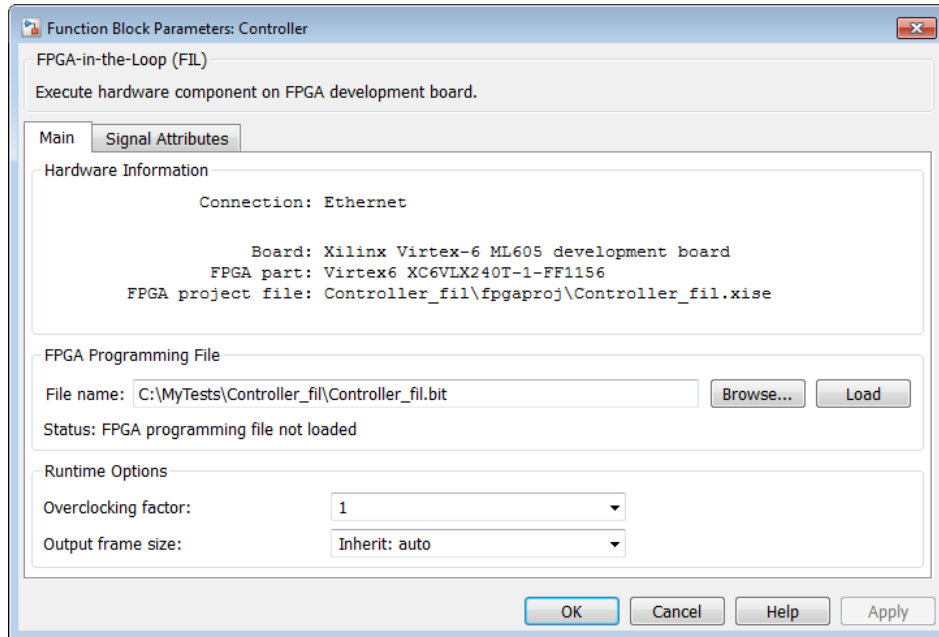 Function Block Parameters: Controller
FPGA-in-the-Loop (FIL)
Execute hardware component on FPGA development board.
Main Signal Attributes
Hardware Information
Connection: Ethernet
Board: Xilinx Virtex-6 ML605 development board
FPGA part: Virtex6 XC6VLX240T-1-FF1156
FPGA project file: Controller_fil\fpgaproj\Controller_fil.xise
FPGA Programming File
File name: C:\MyTests\Controller_fil\Controller_fil.bit Browse... Load
Status: FPGA programming file not loaded
Runtime Options
Overclocking factor: 1
Output frame size: Inherit: auto
OK Cancel Help Apply